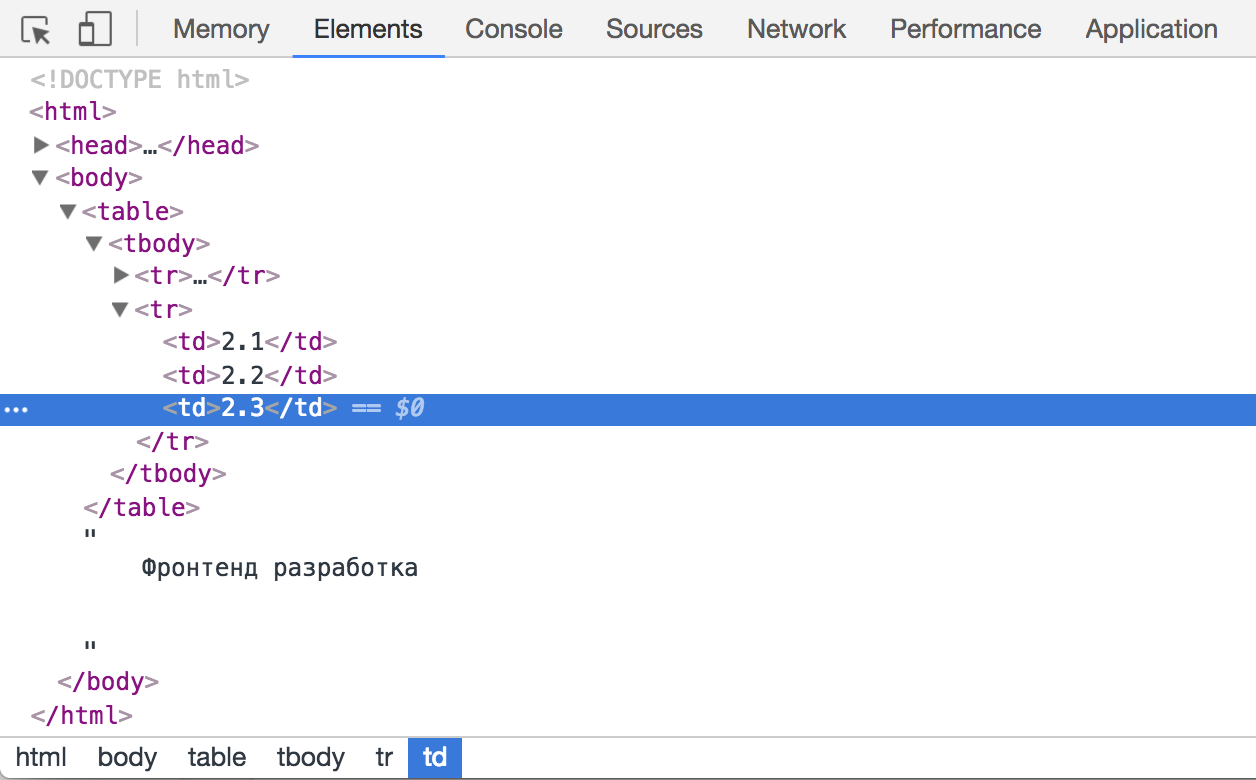 Memory Elements Console Sources Network Performance Application
<!DOCTYPE html>
<html>
<head>…</head>
<body>
<table>
<tbody>
<tr>…</tr>
<tr>
<td>2.1</td>
<td>2.2</td>
... <td>2.3</td> == $0
</tr>
</tbody>
</table>
"
Фронтенд разработка
"
</body>
</html>
html body table tbody tr td